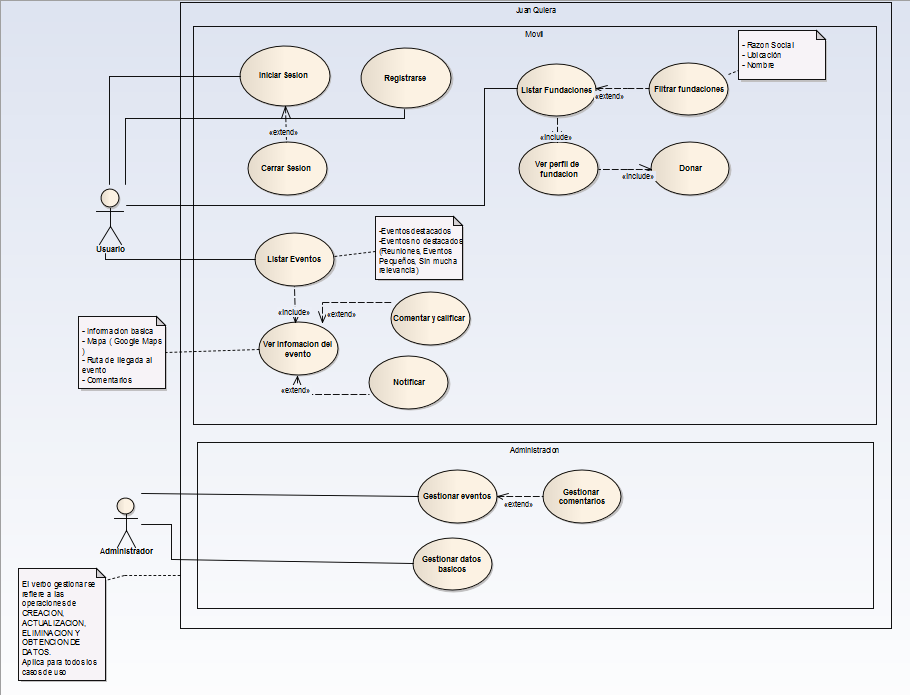 Juan Quiera
Movil
Iniciar Sesion
Registrarse
«extend»
Cerrar Sesion
Listar Fundaciones
«extend»
Filtrar fundaciones
- Razon Social
- Ubicación
- Nombre
«include»
Ver perfil de
fundacion
«include»
Donar
Usuario
Listar Eventos
-Eventos destacados
-Eventos no destacados
(Reuniones, Eventos
Pequeños, Sin mucha
relevancia)
«include»
«extend»
Comentar y calificar
Ver infomacion del
evento
«extend»
Notificar
- Infomacion basica
- Mapa ( Google Maps
)
- Ruta de llegada al
evento
- Comentarios
Administracion
Gestionar eventos
«extend»
Gestionar
comentarios
Gestionar datos
basicos
Administrador
El verbo gestionar se
refiere a las
operaciones de
CREACION,
ACTUALIZACION,
ELIMINACION Y
OBTENCION DE
DATOS.
Aplica para todos los
casos de uso